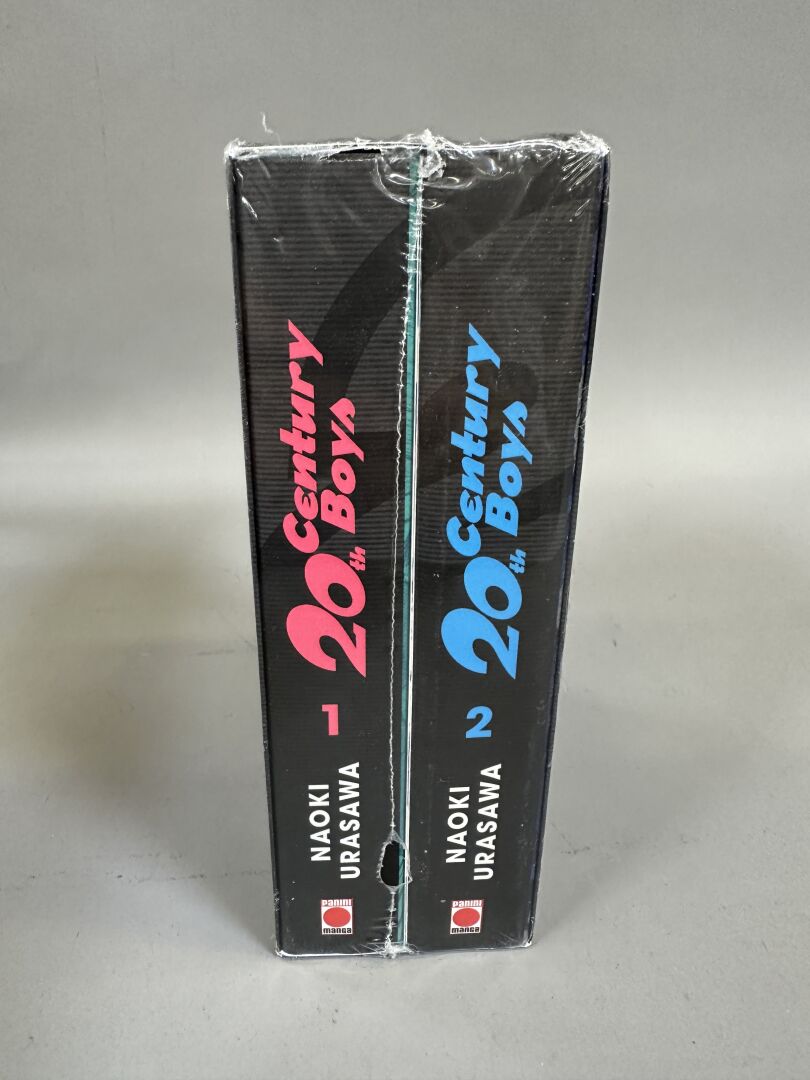 20th Century
Boys
1
NAOKI
URASAWA
PANINI
manga
20th Century
Boys
2
NAOKI
URASAWA
PANINI
manga